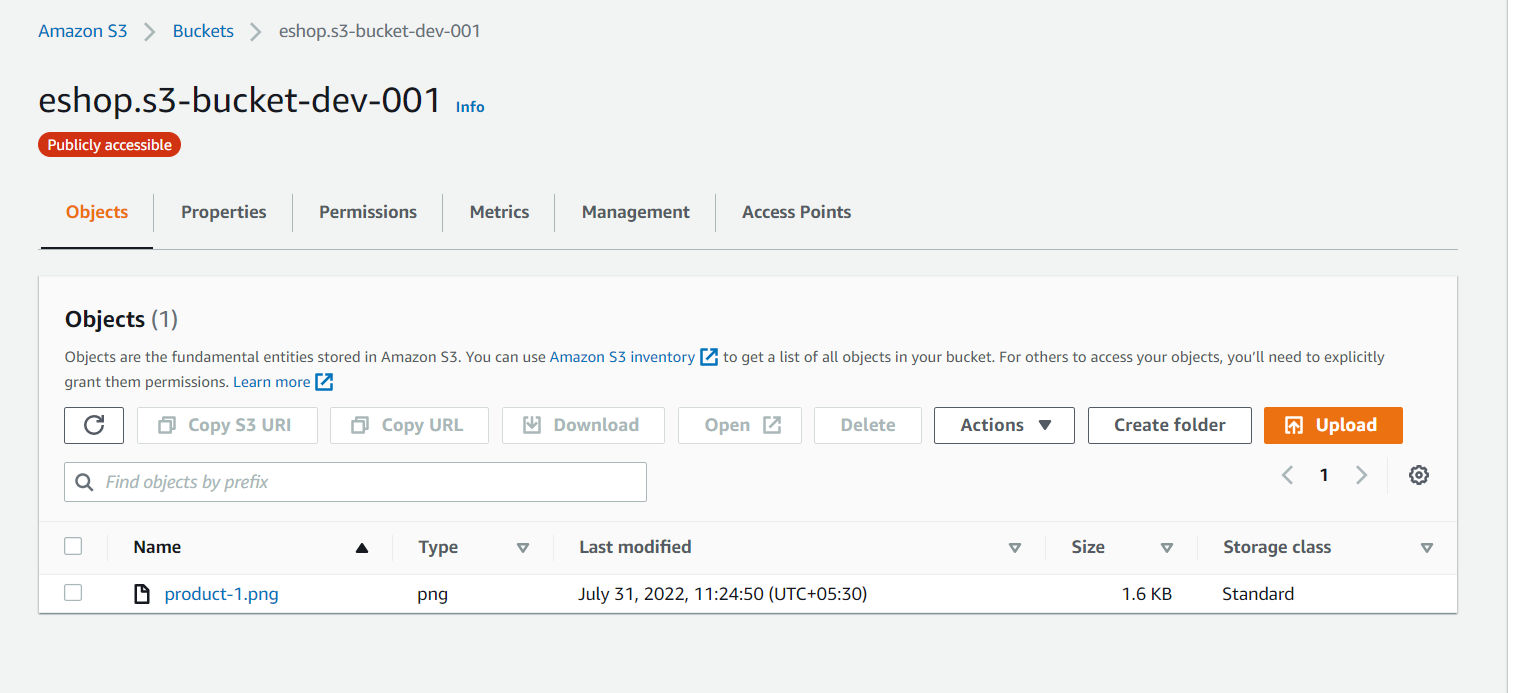 Amazon S3 Buckets eshop.s3-bucket-dev-001
eshop.s3-bucket-dev-001 Info
Publicly accessible
Objects Properties Permissions Metrics Management Access Points
Objects (1)
Objects are the fundamental entities stored in Amazon S3. You can use Amazon S3 inventory to get a list of all objects in your bucket. For others to access your objects, you’ll need to explicitly
grant them permissions. Learn more
Copy S3 URI Copy URL Download Open Delete Actions Create folder Upload
Find objects by prefix 1
Name Type Last modified Size Storage class
product-1.png png July 31, 2022, 11:24:50 (UTC+05:30) 1.6 KB Standard